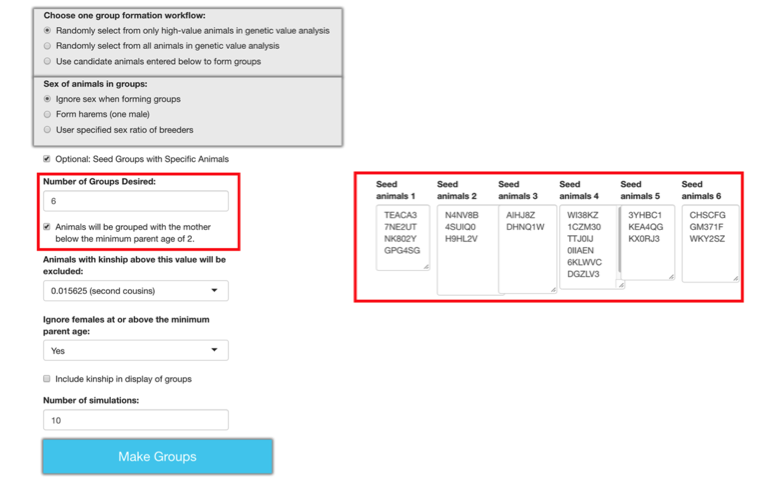 Choose one group formation workflow:
Randomly select from only high-value animals in genetic value analysis
Randomly select from all animals in genetic value analysis
Use candidate animals entered below to form groups
Sex of animals in groups:
Ignore sex when forming groups
Form harems (one male)
User specified sex ratio of breeders
Optional: Seed Groups with Specific Animals
Number of Groups Desired:
6
Animals will be grouped with the mother
below the minimum parent age of 2.
Animals with kinship above this value will be
excluded:
0.015625 (second cousins)
Ignore females at or above the minimum
parent age:
Yes
Include kinship in display of groups
Number of simulations:
10
Make Groups
Seed
animals 1
TEACA3
7NE2UT
NK802Y
GPG4SG
Seed
animals 2
N4NV8B
4SUIQ0
H9HL2V
Seed
animals 3
AIHJ8Z
DHNQ1W
Seed
animals 4
WI38KZ
1CZM30
TTJ0IJ
0IIAEN
6KLWVC
DGZLV3
Seed
animals 5
3YHBC1
KEA4QG
KX0RJ3
Seed
animals 6
CHSCFG
GM371F
WKY2SZ